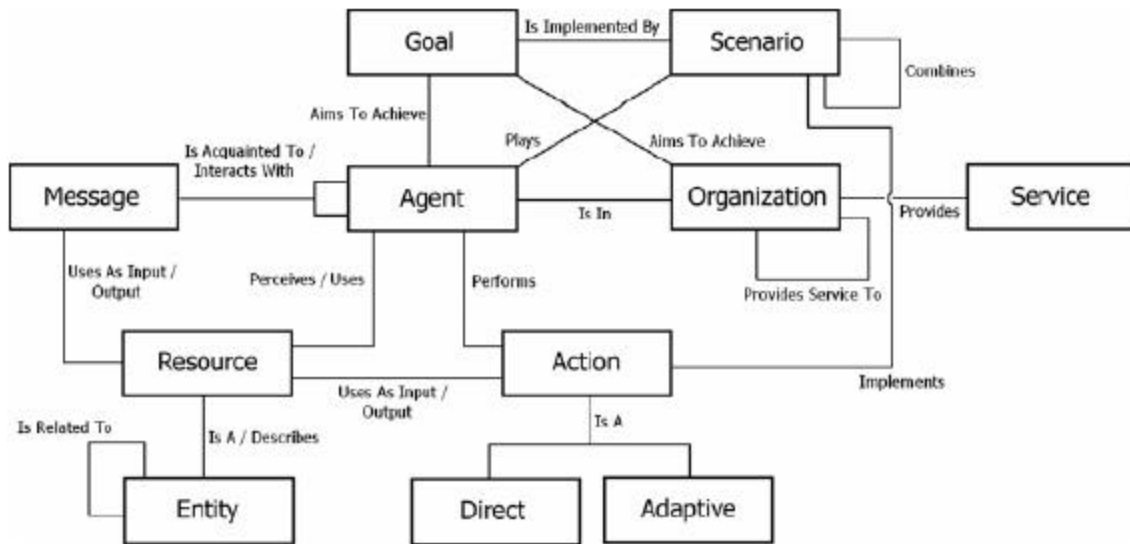 Goal
Is Implemented By
Scenario
Combines
Aims To Achieve
Plays
Aims To Achieve
Is Acquainted To /
Interacts With
Message
Agent
Is In
Organization
Provides
Service
Uses As Input /
Output
Perceives / Uses
Performs
Provides Service To
Resource
Uses As Input /
Output
Action
Implements
Is Related To
Is A / Describes
Is A
Entity
Direct
Adaptive